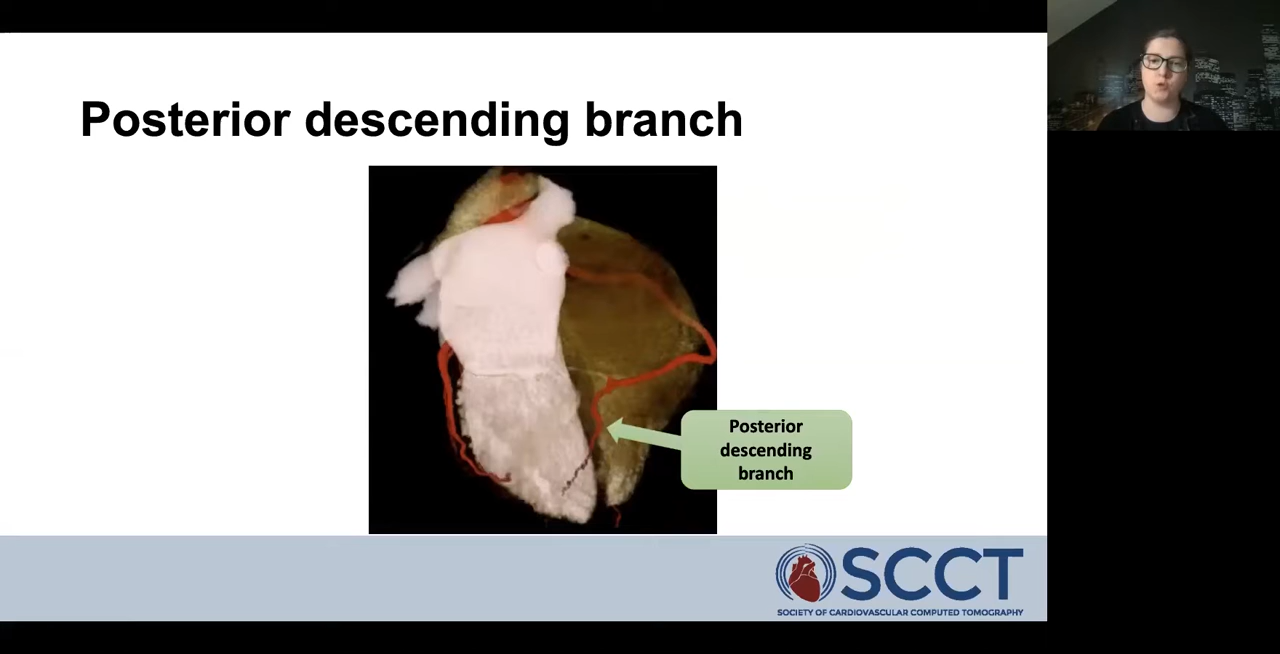 Posterior descending branch
Posterior
descending
branch
SCCT
SOCIETY OF CARDIOVASCULAR COMPUTED TOMOGRAPHY